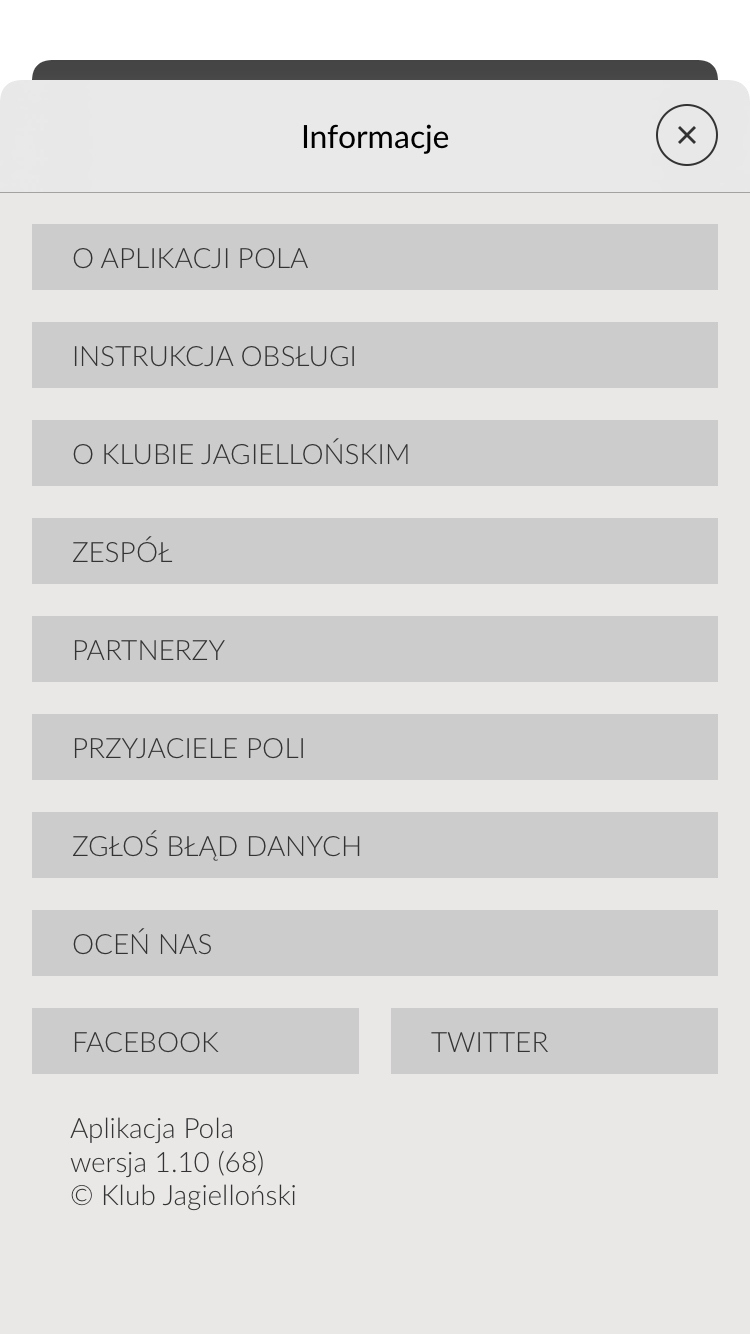 Informacje
O APLIKACJI POLA
INSTRUKCJA OBSŁUGI
O KLUBIE JAGIELLOŃSKIM
ZESPÓŁ
PARTNERZY
PRZYJACIELE POLI
ZGŁOŚ BŁĄD DANYCH
OCEŃ NAS
FACEBOOK
TWITTER
Aplikacja Pola
wersja 1.10 (68)
© Klub Jagielloński